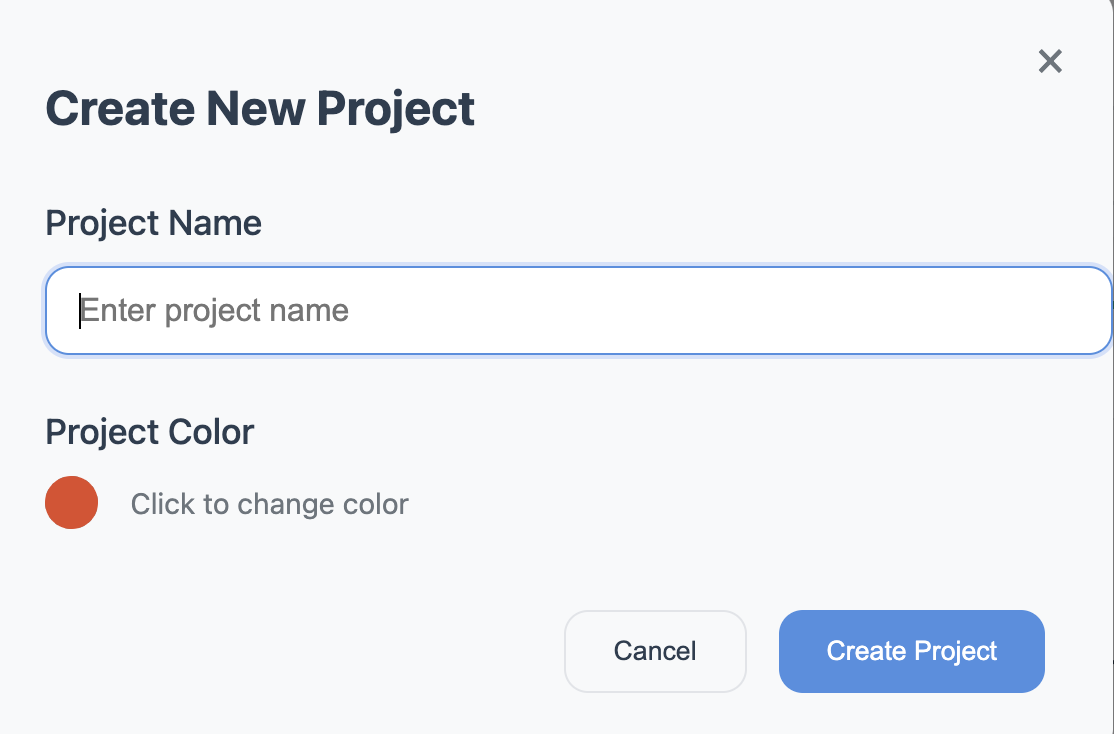 Create New Project
Project Name
Enter project name
Project Color
Click to change color
Cancel
Create Project